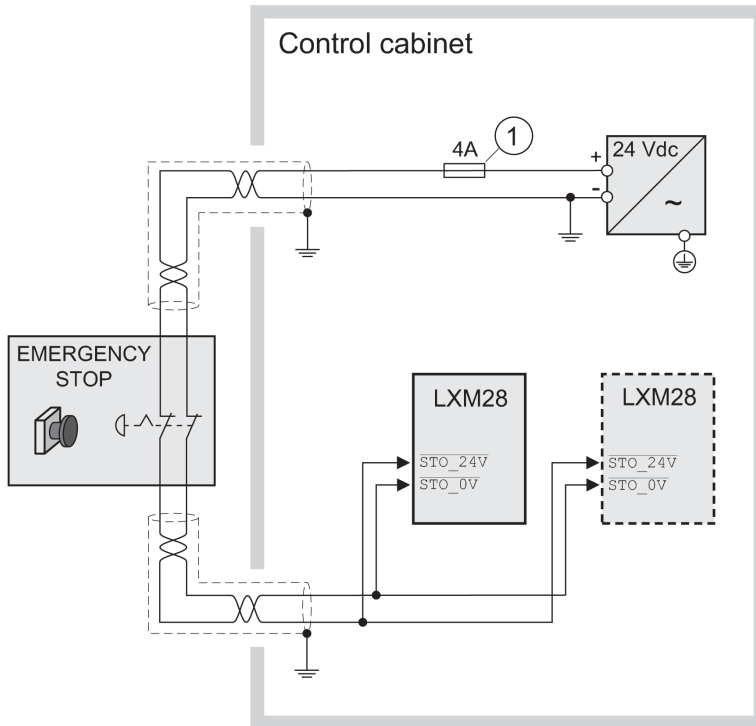 Control cabinet
4A
1
+
-
24 Vdc
~
EMERGENCY
STOP
LXM28
STO_24V
STO_0V
LXM28
STO_24V
STO_0V